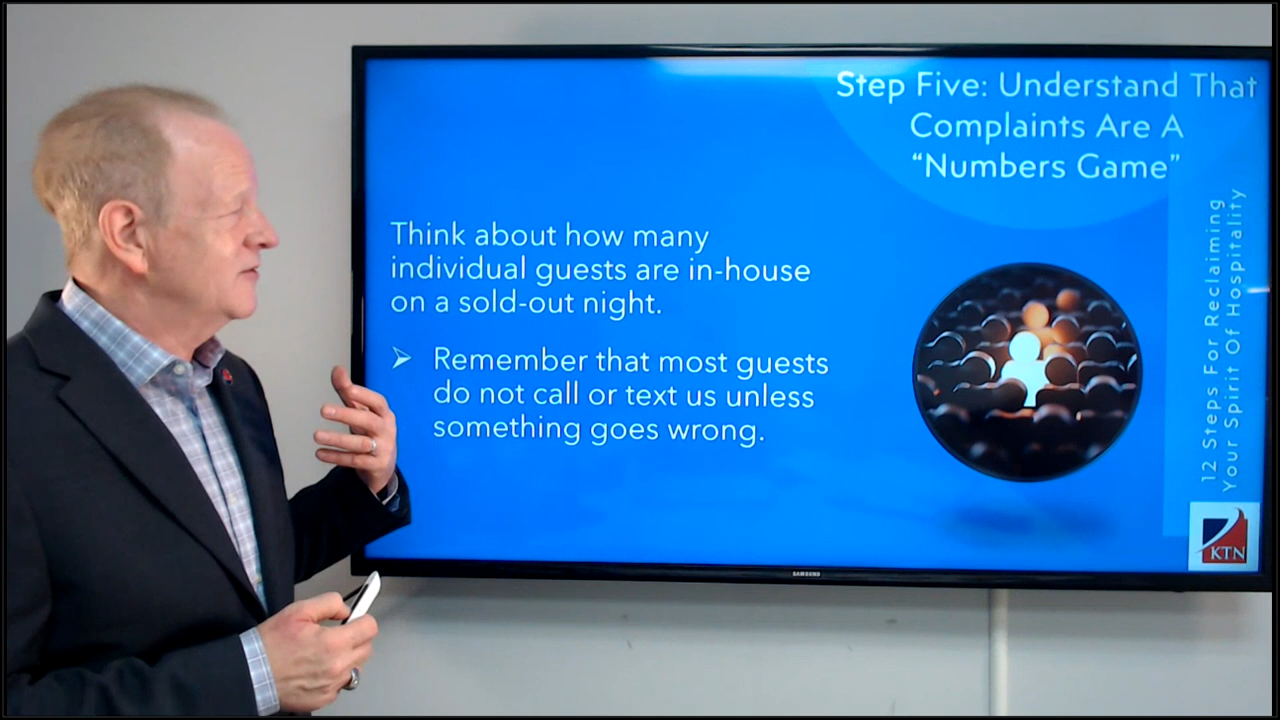 Step Five: Understand That
Complaints Are A
“Numbers Game”
Think about how many
individual guests are in-house
on a sold-out night.
➢ Remember that most guests
do not call or text us unless
something goes wrong.
12 Steps For Reclaiming
Your Spirit Of Hospitality
KTN
SAMSUNG